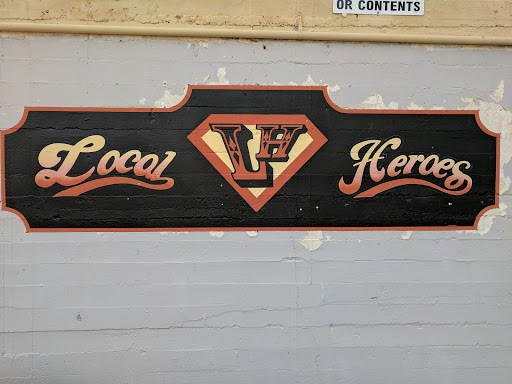 OR CONTENTS
Local LH Heroes